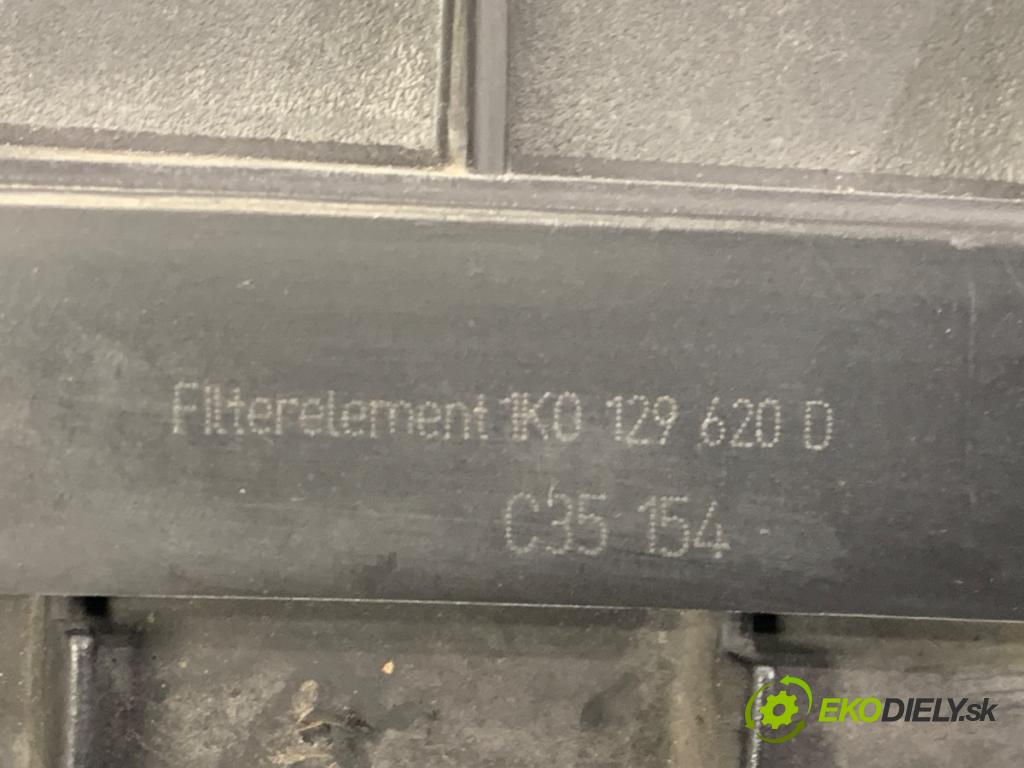 Filterelement 1K0 129 620 D
C35 154
EKODIELY.sk